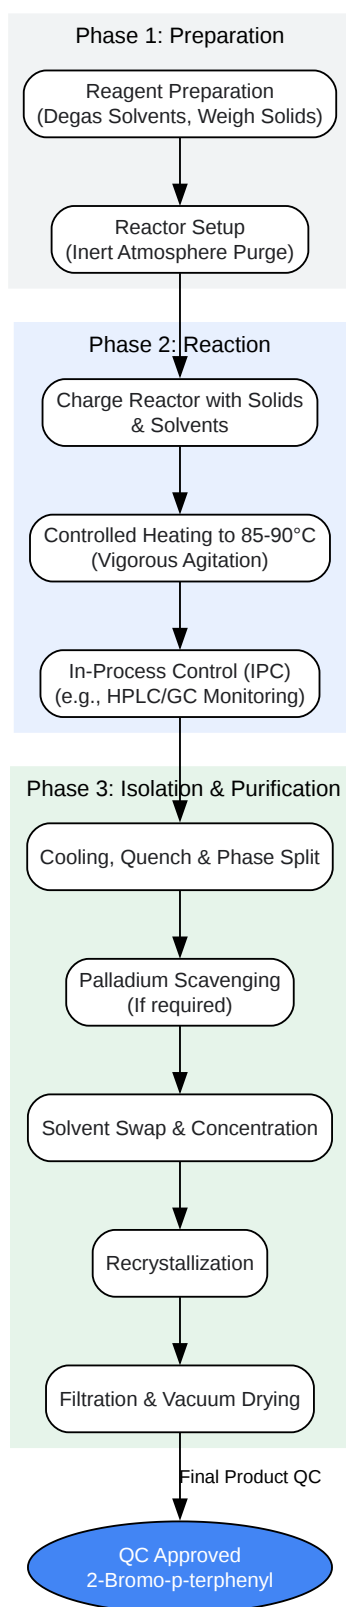 Phase 1: Preparation
Reagent Preparation
(Degas Solvents, Weigh Solids)
Reactor Setup
(Inert Atmosphere Purge)
Phase 2: Reaction
Charge Reactor with Solids
& Solvents
Controlled Heating to 85-90°C
(Vigorous Agitation)
In-Process Control (IPC)
(e.g., HPLC/GC Monitoring)
Phase 3: Isolation & Purification
Cooling, Quench & Phase Split
Palladium Scavenging
(If required)
Solvent Swap & Concentration
Recrystallization
Filtration & Vacuum Drying
Final Product QC
QC Approved
2-Bromo-p-terphenyl